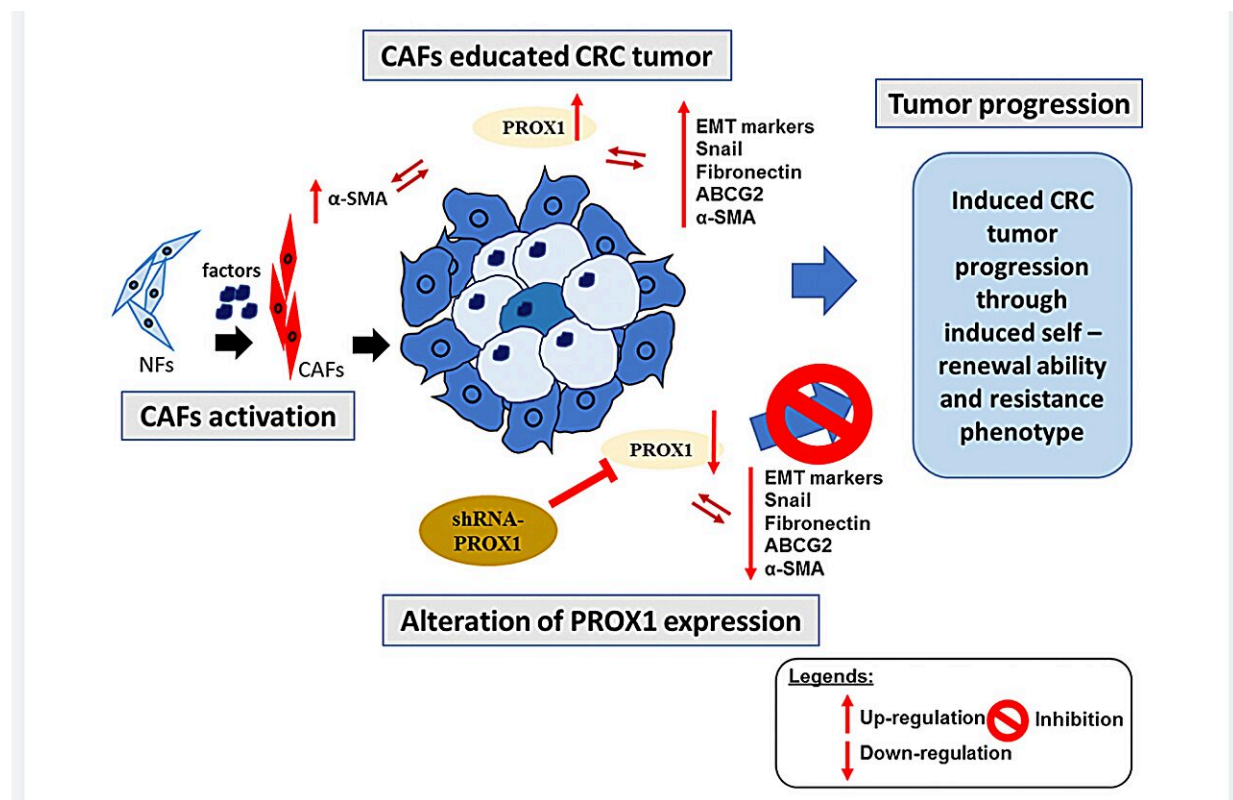 CAFs educated CRC tumor
PROX1
EMT markers
Snail
Fibronectin
ABCG2
α-SMA
α-SMA
factors
NFs
CAFs
CAFs activation
Tumor progression
Induced CRC
tumor
progression
through
induced self –
renewal ability
and resistance
phenotype
PROX1
shRNA-
PROX1
EMT markers
Snail
Fibronectin
ABCG2
α-SMA
Alteration of PROX1 expression
Legends:
Up-regulation
Inhibition
Down-regulation